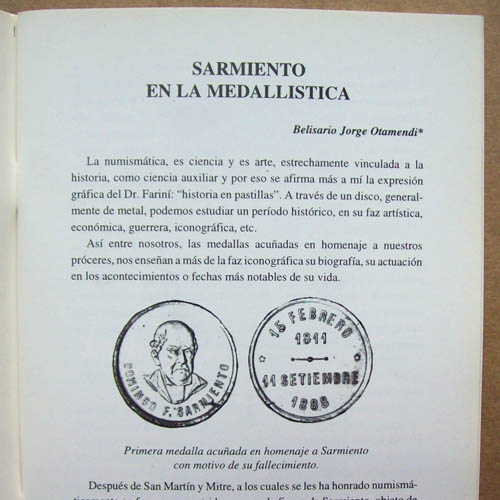 SARMIENTO
EN LA MEDALLISTICA
Belisario Jorge Otamendi*
La numismática, es ciencia y es arte, estrechamente vinculada a la
historia, como ciencia auxiliar y por eso se afirma más a mí la expresión
gráfica del Dr. Fariní: “historia en pastillas”. A través de un disco, general-
mente de metal, podemos estudiar un período histórico, en su faz artística,
económica, guerrera, iconográfica, etc.
Así entre nosotros, las medallas acuñadas en homenaje a nuestros
próceres, nos enseñan a más de la faz iconográfica su biografía, su actuación
en los acontecimientos o fechas más notables de su vida.
DOMINGO F. SARMIENTO
15 FEBRERO
1811
11 SETIEMBRE
1888
Primera medalla acuñada en homenaje a Sarmiento
con motivo de su fallecimiento.
Después de San Martín y Mitre, a los cuales se les ha honrado numismá-